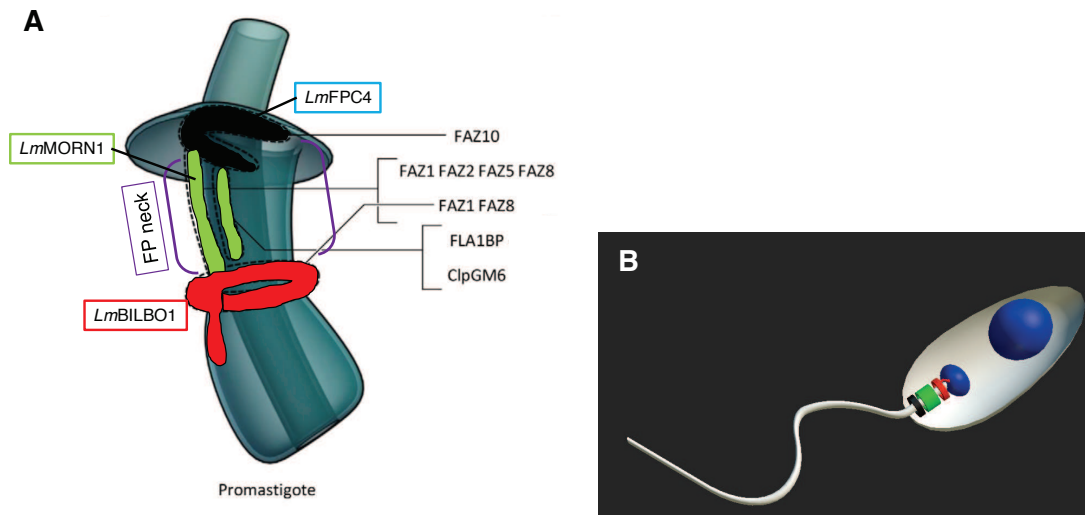 A
LmFPC4
LmMORN1
FAZ10
FAZ1 FAZ2 FAZ5 FAZ8
FP neck
FAZ1 FAZ8
FLA1BP
ClpGM6
LmBILBO1
Promastigote
B